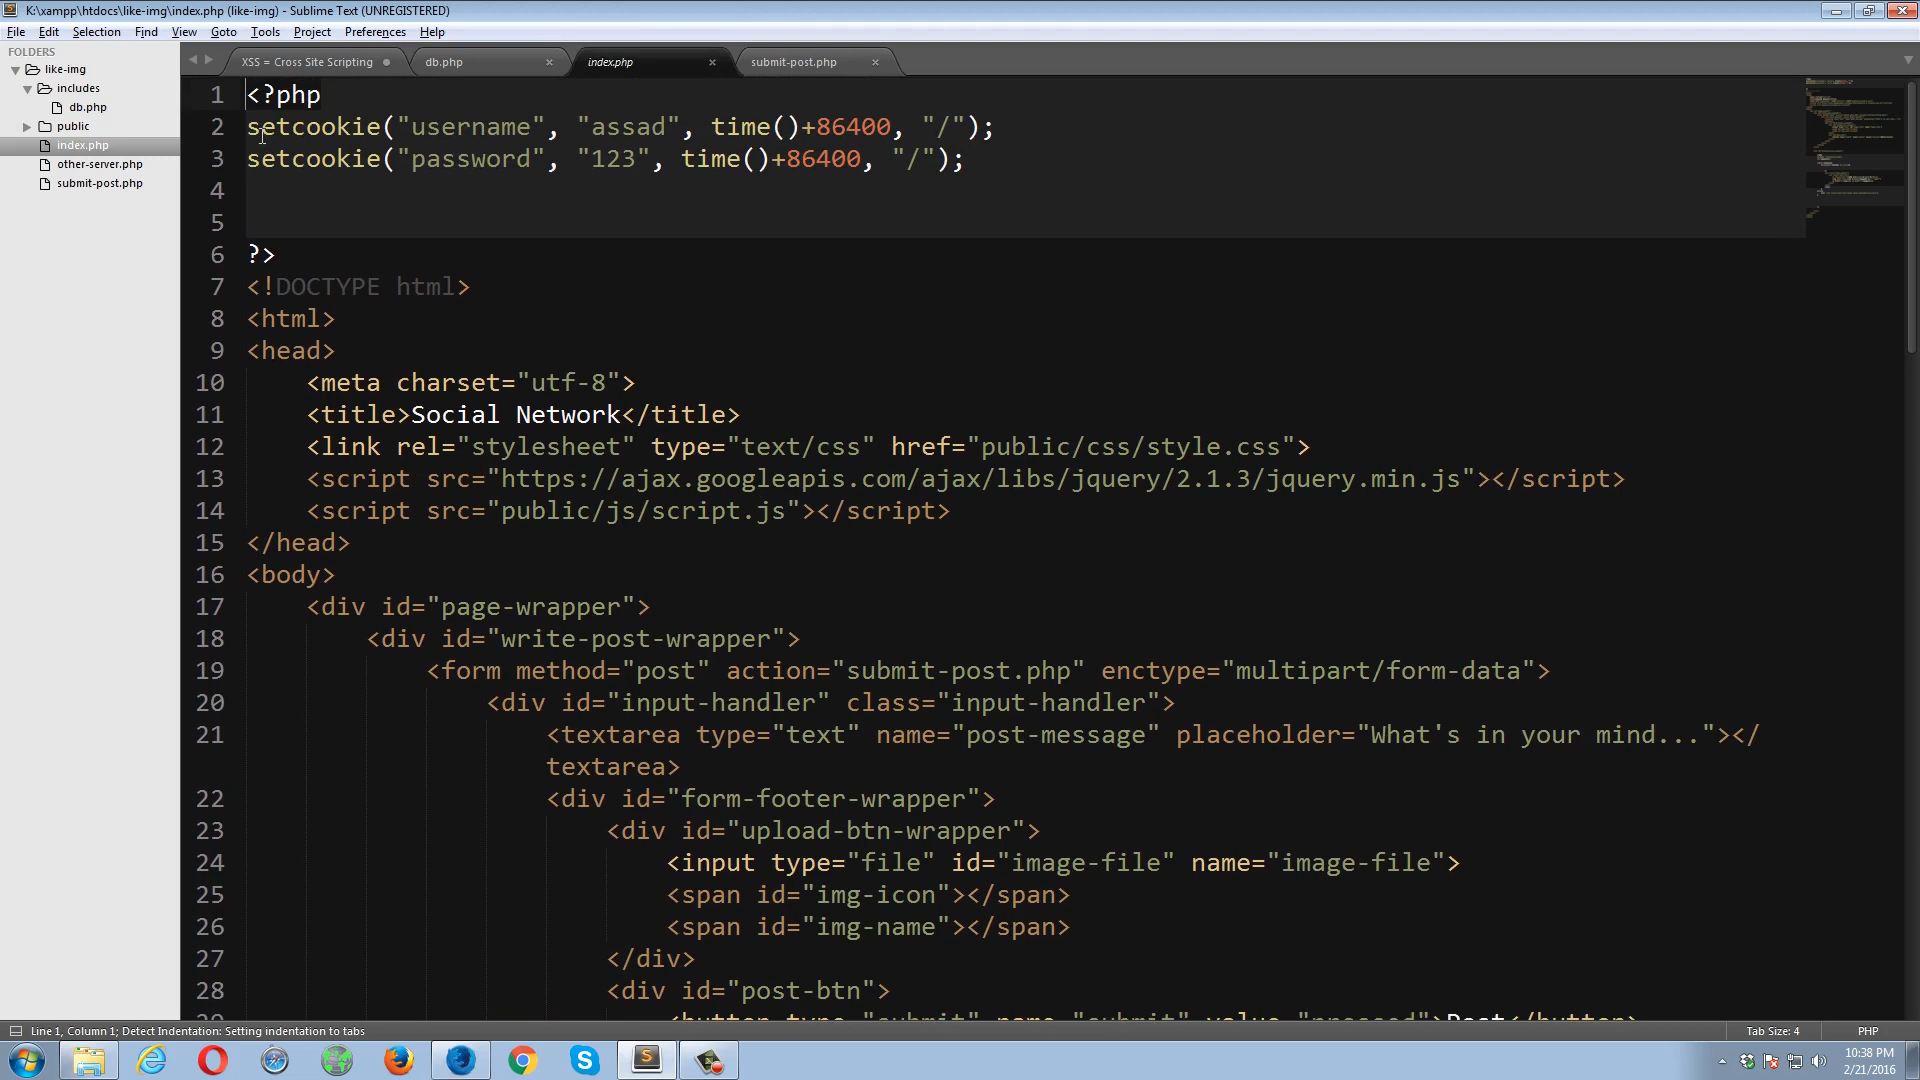 K:\xampp\htdocs\like-img\index.php (like-img) - Sublime Text (UNREGISTERED)
File Edit Selection Find View Goto Tools Project Preferences Help
FOLDERS
like-img
includes
db.php
public
index.php
other-server.php
submit-post.php
XSS = Cross Site Scripting
db.php
index.php
submit-post.php
1 <?php
2 setcookie("username", "assad", time()+86400, "/");
3 setcookie("password", "123", time()+86400, "/");
4
5
6 ?>
7 <!DOCTYPE html>
8 <html>
9 <head>
10 <meta charset="utf-8">
11 <title>Social Network</title>
12 <link rel="stylesheet" type="text/css" href="public/css/style.css">
13 <script src="https://ajax.googleapis.com/ajax/libs/jquery/2.1.3/jquery.min.js"></script>
14 <script src="public/js/script.js"></script>
15 </head>
16 <body>
17 <div id="page-wrapper">
18 <div id="write-post-wrapper">
19 <form method="post" action="submit-post.php" enctype="multipart/form-data">
20 <div id="input-handler" class="input-handler">
21 <textarea type="text" name="post-message" placeholder="What's in your mind..."></
textarea>
22 <div id="form-footer-wrapper">
23 <div id="upload-btn-wrapper">
24 <input type="file" id="image-file" name="image-file">
25 <span id="img-icon"></span>
26 <span id="img-name"></span>
27 </div>
28 <div id="post-btn">
<button type="submit" name="submit" value="pressed">Post</button>
Line 1, Column 1; Detect Indentation: Setting indentation to tabs
Tab Size: 4
PHP
10:38 PM
2/21/2016